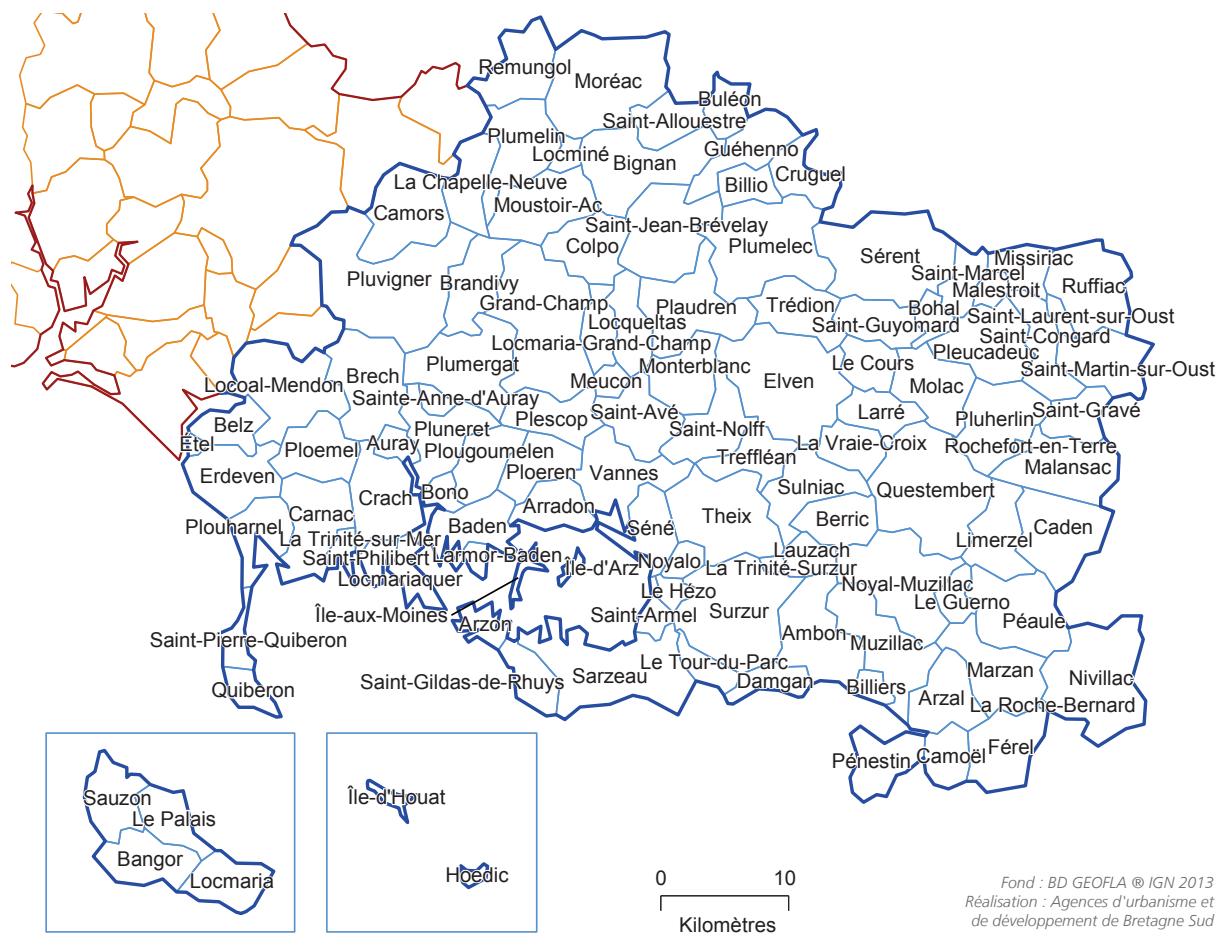 Remungol
Moréac
Buléon
Saint-Allouestre
Plumelin
Guéhenno
Locminé
Bignan
Cruguel
La Chapelle-Neuve
Billio
Moustoir-Ac
Camors
Saint-Jean-Brévelay
Colpo
Plumelec
Sérent
Missiriac
Saint-Marcel
Pluvigner
Brandivy
Malestroit
Ruffiac
Grand-Champ
Plaudren
Trédion
Bohal
Saint-Laurent-sur-Oust
Locqueltas
Saint-Guyomard
Saint-Congard
Locmaria-Grand-Champ
Pleucadeuc
Plumergat
Monterblanc
Le Cours
Saint-Martin-sur-Oust
Brech
Locoal-Mendon
Meucon
Elven
Molac
Sainte-Anne-d'Auray
Saint-Avé
Larré
Saint-Gravé
Plescop
Pluherlin
Belz
Pluneret
Saint-Nolff
Étel
Auray
La Vraie-Croix
Rochefort-en-Terre
Ploemel
Plougoumelen
Treffléan
Malansac
Ploeren
Vannes
Erdeven
Sulniac
Questembert
Crach
Bono
Arradon
Carnac
Theix
Berric
Plouharnel
Baden
Séné
Caden
La Trinité-sur-Mer
Limerzel
Saint-Philibert
Larmor-Baden
Lauzach
Île-d'Arz
Noyalo
La Trinité-Surzur
Locmariaquer
Noyal-Muzillac
Le Hézo
Le Guerno
Île-aux-Moines
Saint-Armel
Surzur
Arzon
Péaule
Saint-Pierre-Quiberon
Ambon
Muzillac
Le Tour-du-Parc
Marzan
Saint-Gildas-de-Rhuys
Sarzeau
Damgan
Nivillac
Quiberon
Billiers
Arzal
La Roche-Bernard
Férel
Pénestin
Camoël
Sauzon
Le Palais
Bangor
Locmaria
Île-d'Houat
Hoedic
0 10
Kilomètres
Fond : BD GEOFLA ® IGN 2013
Réalisation : Agences d'urbanisme et
de développement de Bretagne Sud